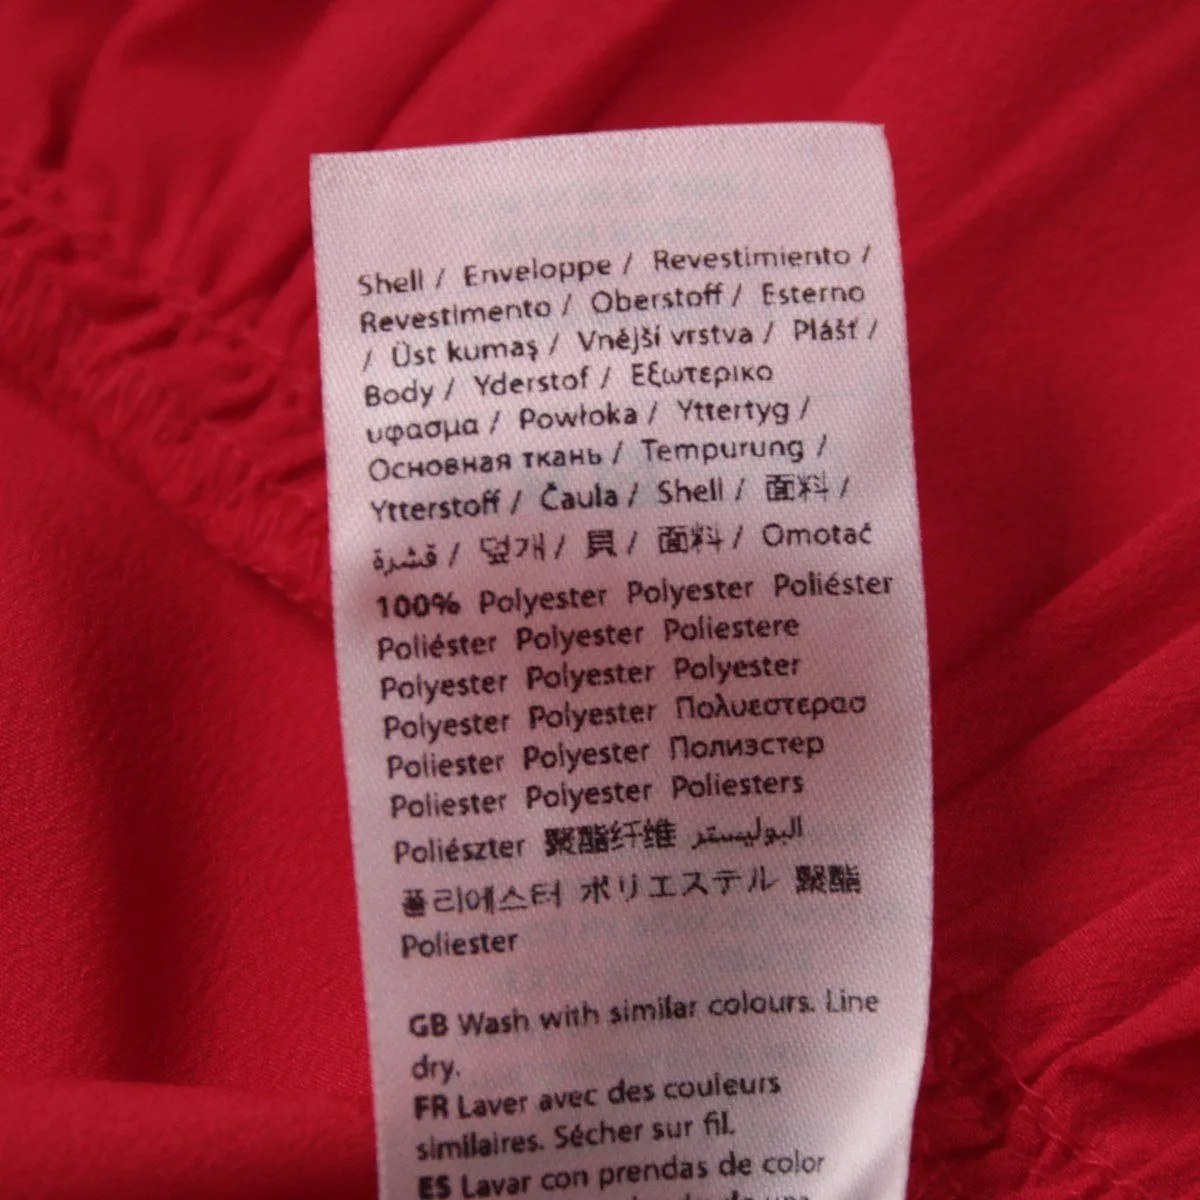 Shell / Enveloppe / Revestimiento /
Revestimento / Oberstoff / Esterno
/ Üst kumaş / Vnější vrstva / Plášť /
Body / Yderstof / Εξωτερικο
υφασμα / Powłoka / Yttertyg /
Основная ткань / Tempurung /
Ytterstoff / Čaula / Shell / 面料 /
قشرة / 덮개 / 貝 / 面料 / Omotać
100% Polyester Polyester Poliéster
Poliéster Polyester Poliestere
Polyester Polyester Polyester
Polyester Polyester Πολυεστερασ
Poliester Polyester Полиэстер
Poliester Polyester Poliesters
Poliészter 聚酯纤维 البوليستر
폴리에스터 ポリエステル 聚酯
Poliester
GB Wash with similar colours. Line
dry.
FR Laver avec des couleurs
similaires. Sécher sur fil.
ES Lavar con prendas de color